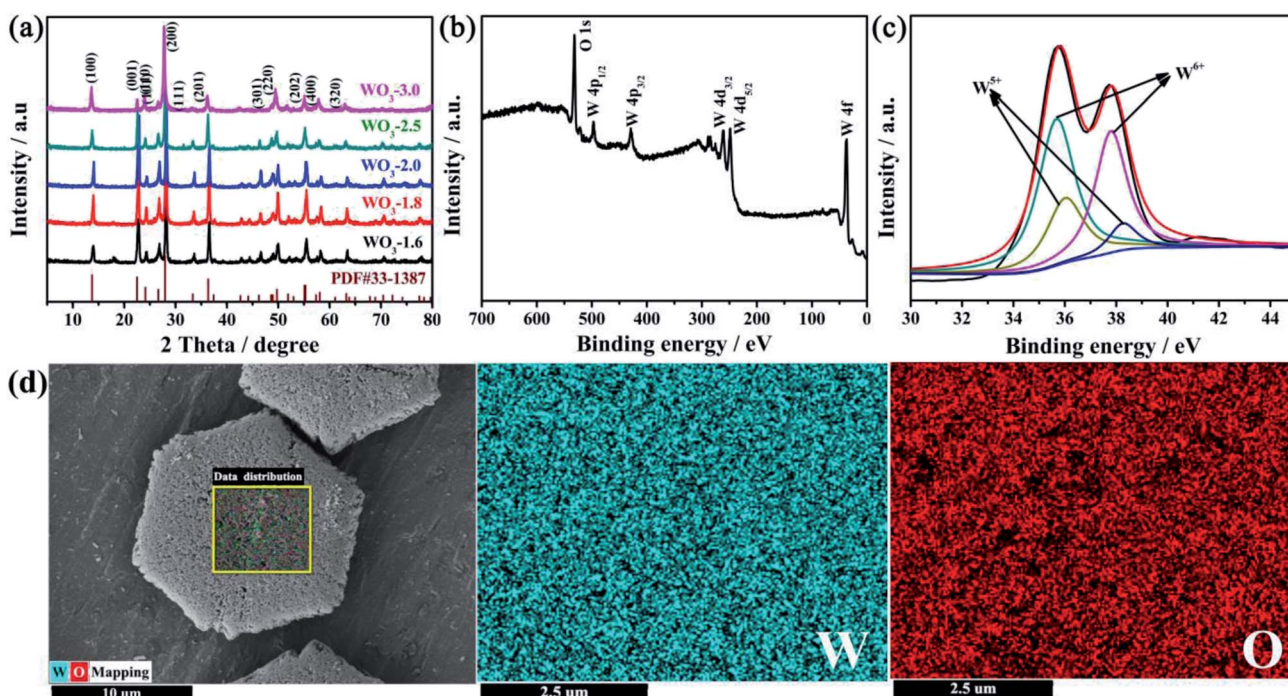 (a)
Intensity / a.u
(100)
(001)
(200)
(111)
(201)
(301)
(220)
(202)
(400)
(320)
WO₃-3.0
WO₃-2.5
WO₃-2.0
WO₃-1.8
WO₃-1.6
PDF#33-1387
10 20 30 40 50 60 70 80
2 Theta / degree
(b)
Intensity / a.u.
O 1s
W 4p1/2
W 4p3/2
W 4d3/2
W 4d5/2
W 4f
700 600 500 400 300 200 100 0
Binding energy / eV
(c)
Intensity / a.u.
W⁵⁺
W⁶⁺
30 32 34 36 38 40 42 44
Binding energy / eV
(d)
Data distribution
W O Mapping
10 μm
W
2.5 μm
O
2.5 μm